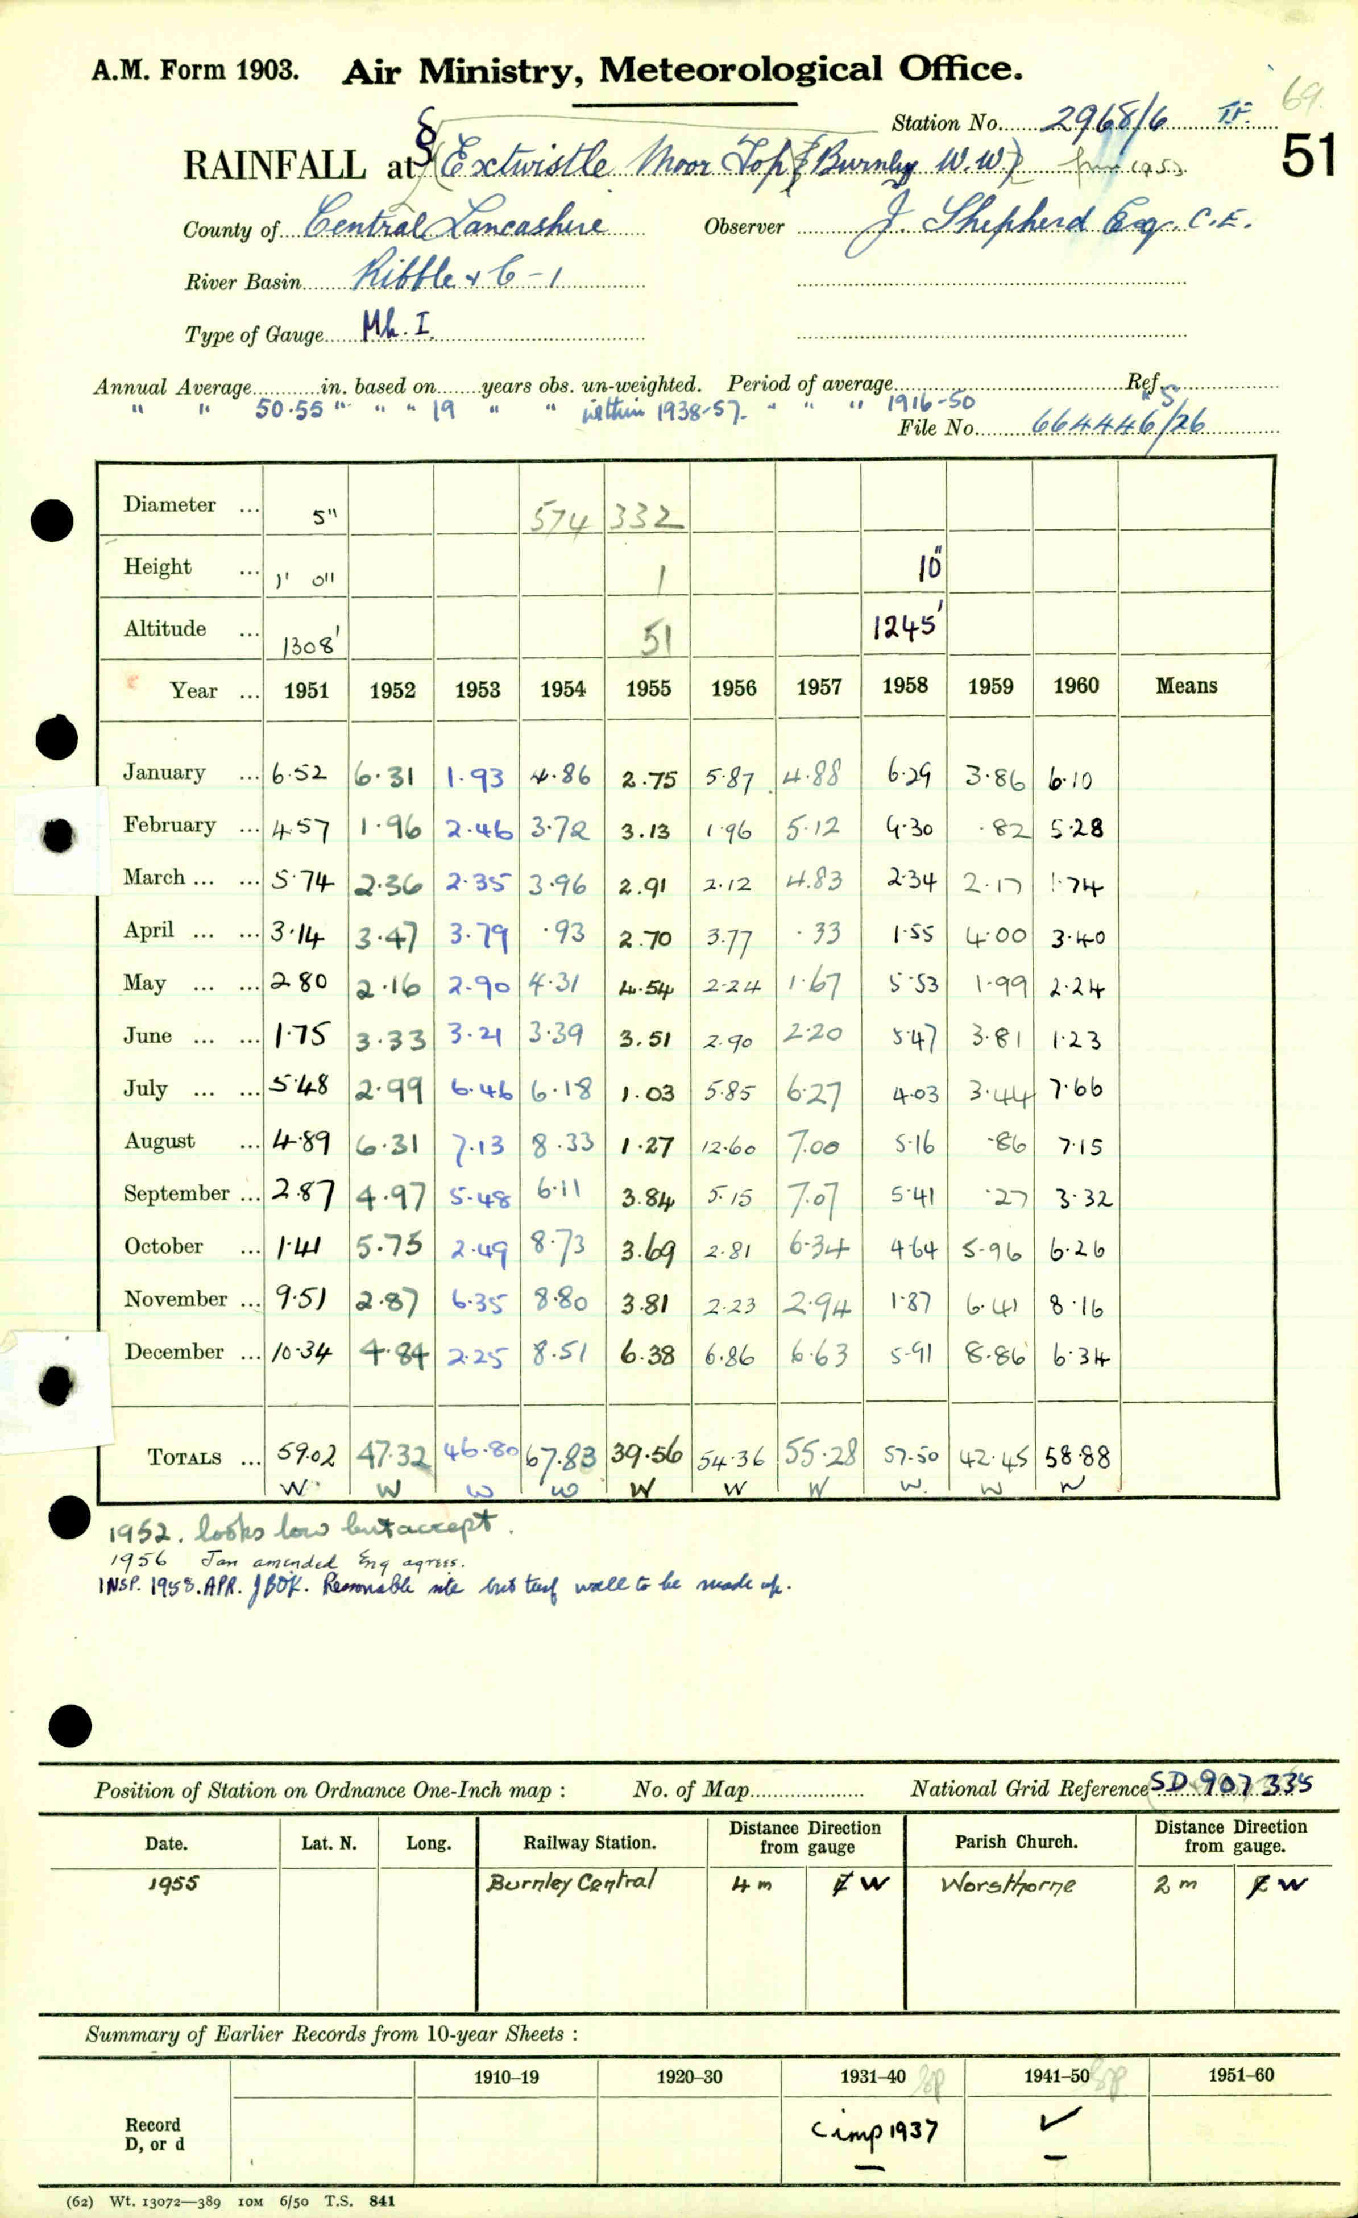 A.M. Form 1903. Air Ministry, Meteorological Office.
69.
Station No. 2968/6
51
RAINFALL at § (Extwistle Moor Top) (Burnley W.W.) from 1953
County of Central Lancashire Observer J. Shepherd Esq. C.E.
River Basin Ribble + C-1
Type of Gauge Mk. I.
Annual Average in. based on years obs. un-weighted. Period of average Ref. S
" " 50.55 " " " 19 " " within 1938-57. " " " 1916-50
File No. 664446/26
Diameter ... 5" 574 332
Height ... 1' 0" 1 10"
Altitude ... 1308' 51 1245'
Year ... 1951 1952 1953 1954 1955 1956 1957 1958 1959 1960 Means
January ... 6.52 6.31 1.93 4.86 2.75 5.87 4.88 6.29 3.86 6.10
February ... 4.57 1.96 2.46 3.72 3.13 1.96 5.12 4.30 .82 5.28
March ... ... 5.74 2.36 2.35 3.96 2.91 2.12 4.83 2.34 2.17 1.74
April ... ... 3.14 3.47 3.79 .93 2.70 3.77 .33 1.55 4.00 3.40
May ... ... 2.80 2.16 2.90 4.31 4.54 2.24 1.67 5.53 1.99 2.24
June ... ... 1.75 3.33 3.21 3.39 3.51 2.90 2.20 5.47 3.81 1.23
July ... ... 5.48 2.99 6.46 6.18 1.03 5.85 6.27 4.03 3.44 7.66
August ... 4.89 6.31 7.13 8.33 1.27 12.60 7.00 5.16 .86 7.15
September ... 2.87 4.97 5.48 6.11 3.84 5.15 7.07 5.41 .27 3.32
October ... 1.41 5.75 2.49 8.73 3.69 2.81 6.34 4.64 5.96 6.26
November ... 9.51 2.87 6.35 8.80 3.81 2.23 2.94 1.87 6.41 8.16
December ... 10.34 4.84 2.25 8.51 6.38 6.86 6.63 5.91 8.86 6.34
TOTALS ... 59.02 47.32 46.80 67.83 39.56 54.36 55.28 57.50 42.45 58.88
W W W W W W W W W W
1952. looks low but accept.
1956 Jan amended Eng agrees.
INSP. 1958. APR. JBOK. Reasonable site but turf wall to be made up.
Position of Station on Ordnance One-Inch map : No. of Map National Grid Reference SD 907 335
Date. Lat. N. Long. Railway Station. Distance from Direction gauge Parish Church. Distance from Direction gauge.
1955 Burnley Central 4 m W Worsthorne 2 m W
Summary of Earlier Records from 10-year Sheets :
1910–19 1920–30 1931–40 1941–50 1951–60
Record D, or d C imp 1937 ✓
(62) Wt. 13072—389 10M 6/50 T.S. 841